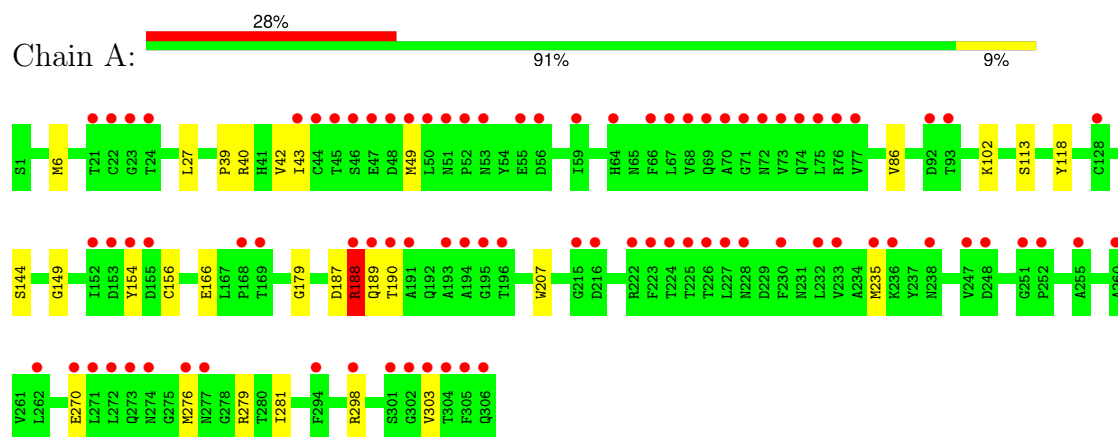 28%
Chain A:
91% 9%
S1 M6 T21 C22 G23 T24 L27 P39 R40 H41 V42 I43 C44 T45 S46 E47 D48 M49 L50 N51 P52 N53 Y54 E55 D56 I59 H64 N65 F66 L67 V68 Q69 A70 G71 N72 V73 Q74 L75 R76 V77 V86 D92 T93 K102 S113 Y118 C128
S144 G149 I152 D153 Y154 D155 C156 E166 L167 P168 T169 G179 D187 R188 Q189 T190 A191 Q192 A193 A194 G195 T196 W207 G215 D216 R222 F223 T224 T225 T226 L227 N228 D229 F230 N231 L232 V233 A234 M235 K236 Y237 N238 V247 D248 G251 P252 A255 A260
V261 L262 E270 L271 L272 Q273 N274 G275 M276 N277 G278 R279 T280 I281 F294 R298 S301 G302 V303 T304 F305 Q306